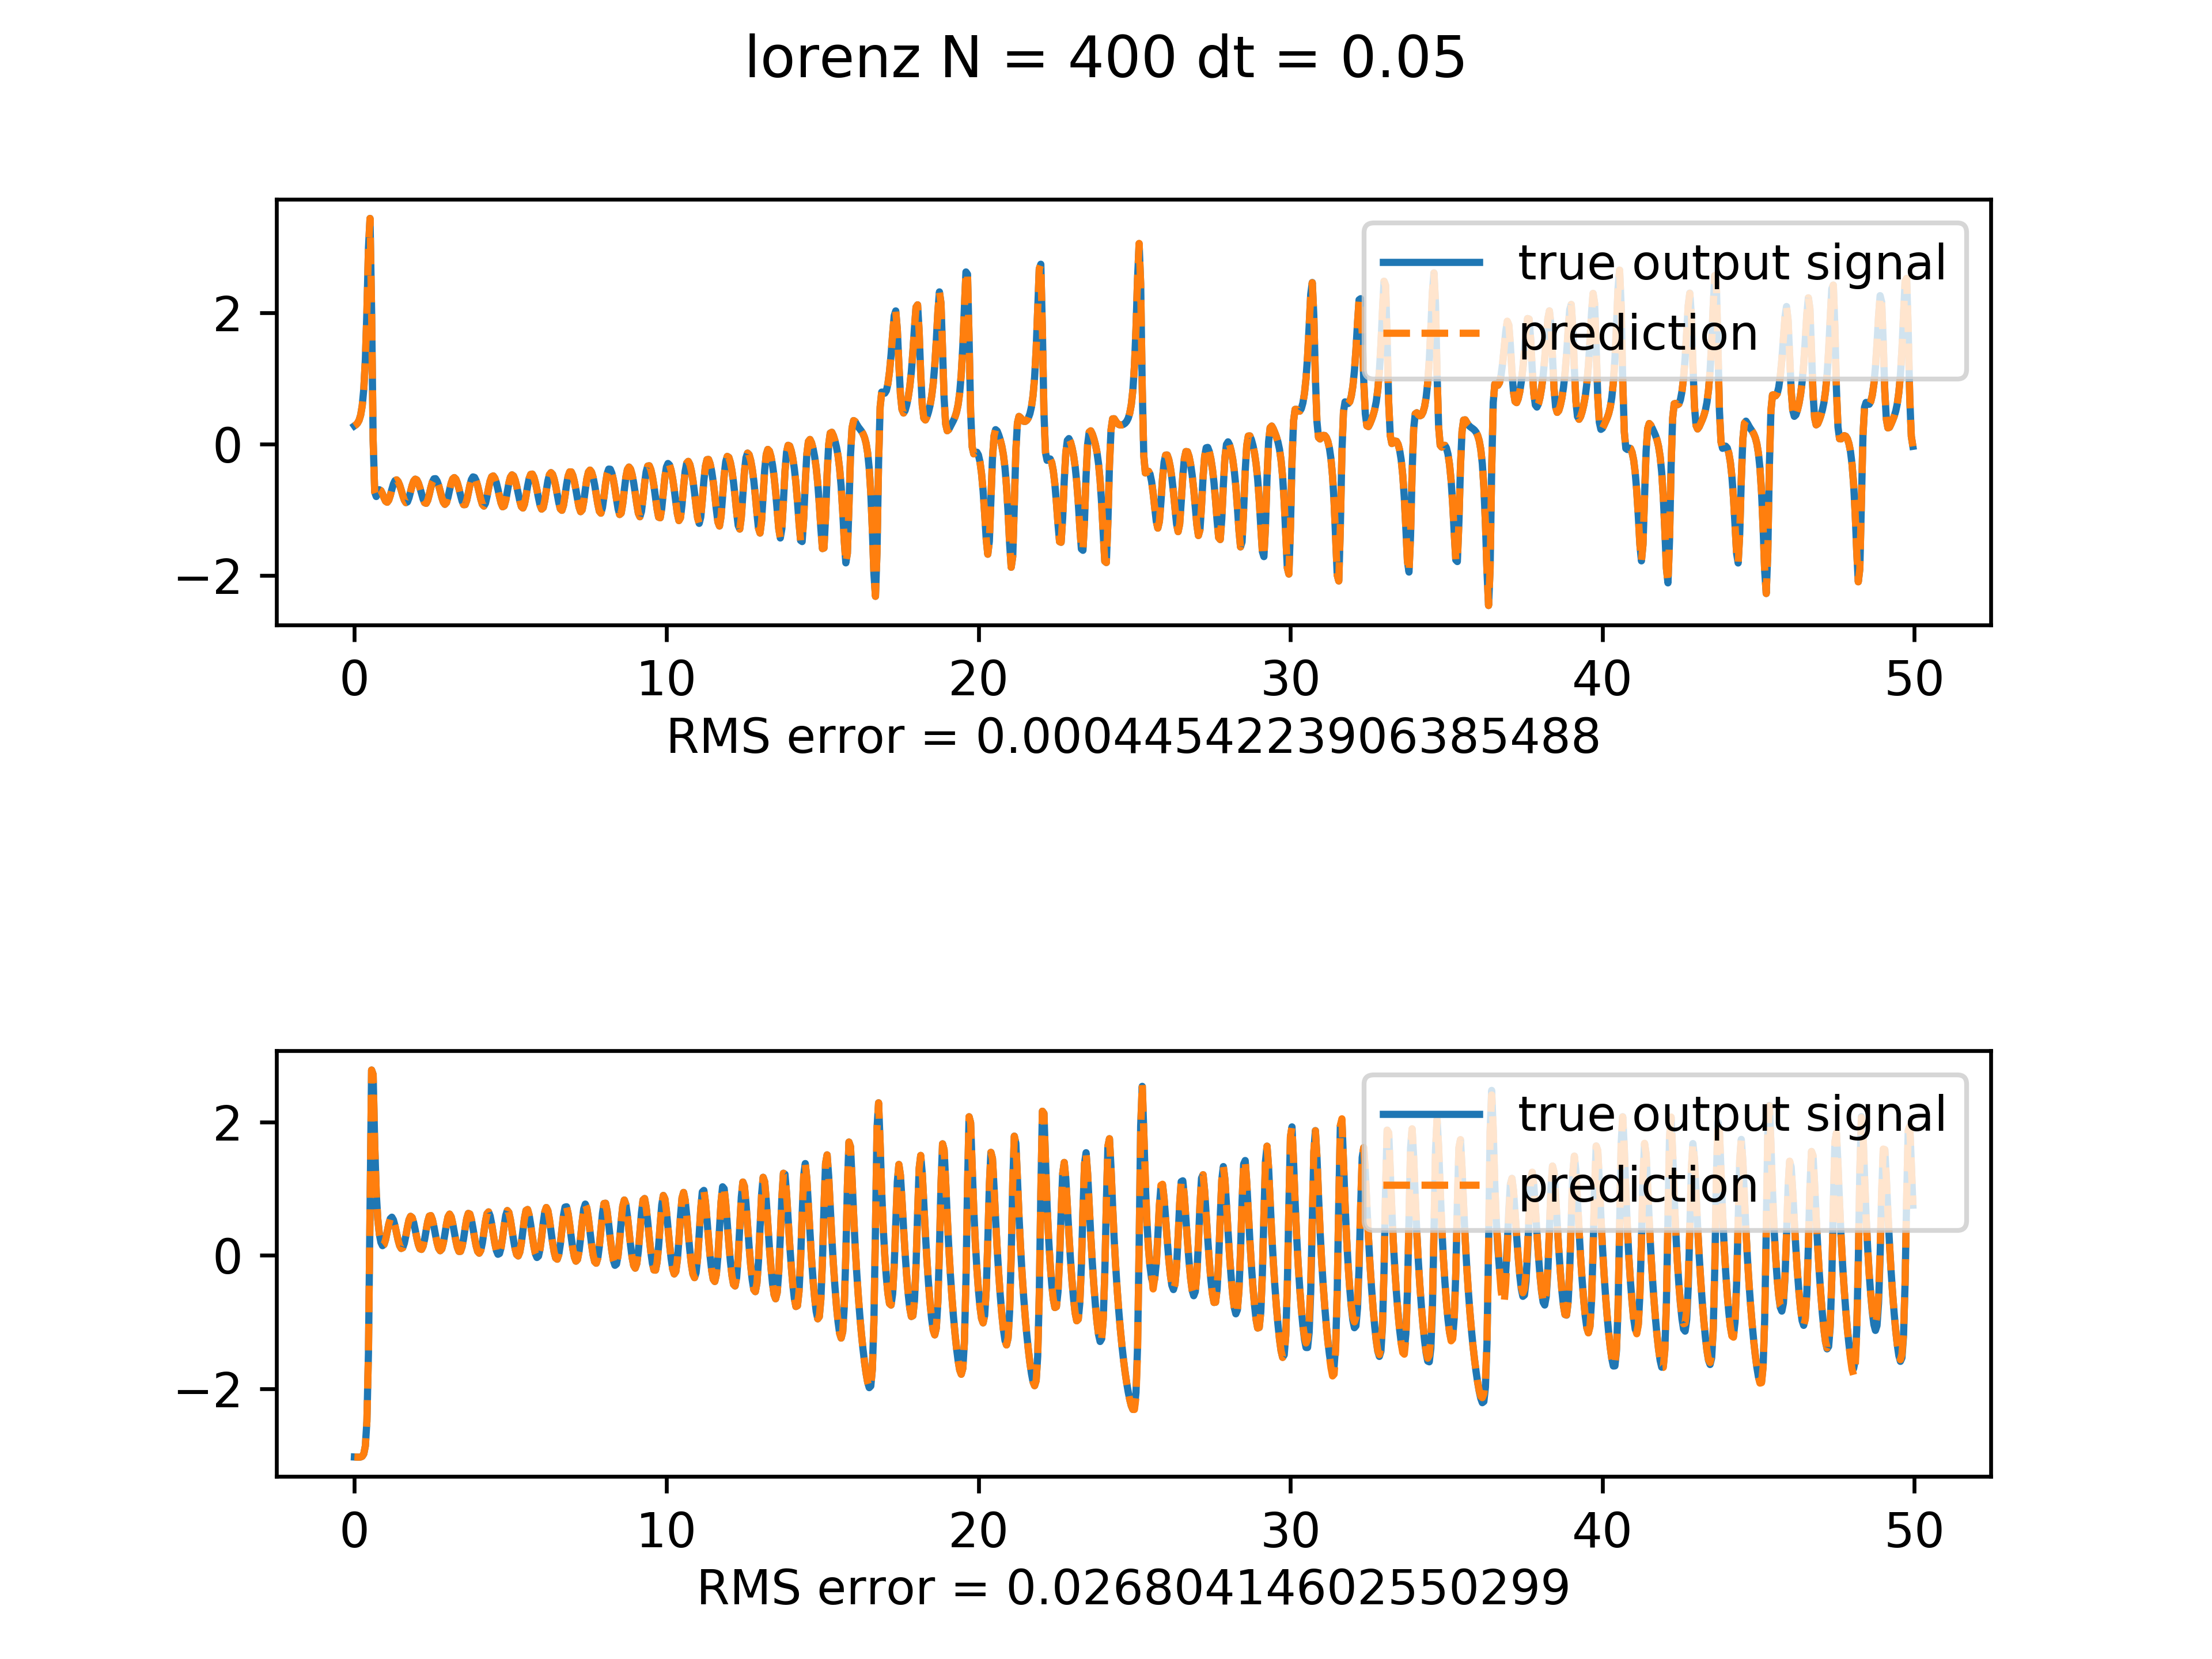 lorenz N = 400 dt = 0.05
true output signal
prediction
2
0
−2
0 10 20 30 40 50
RMS error = 0.0004454223906385488
true output signal
prediction
2
0
−2
0 10 20 30 40 50
RMS error = 0.02680414602550299